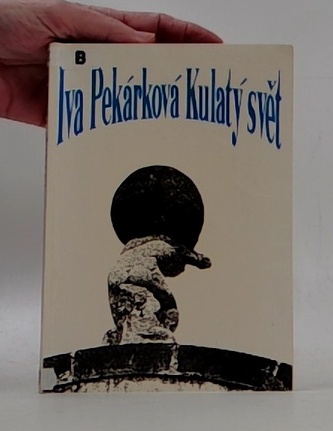 B
Iva Pekárková Kulatý svět